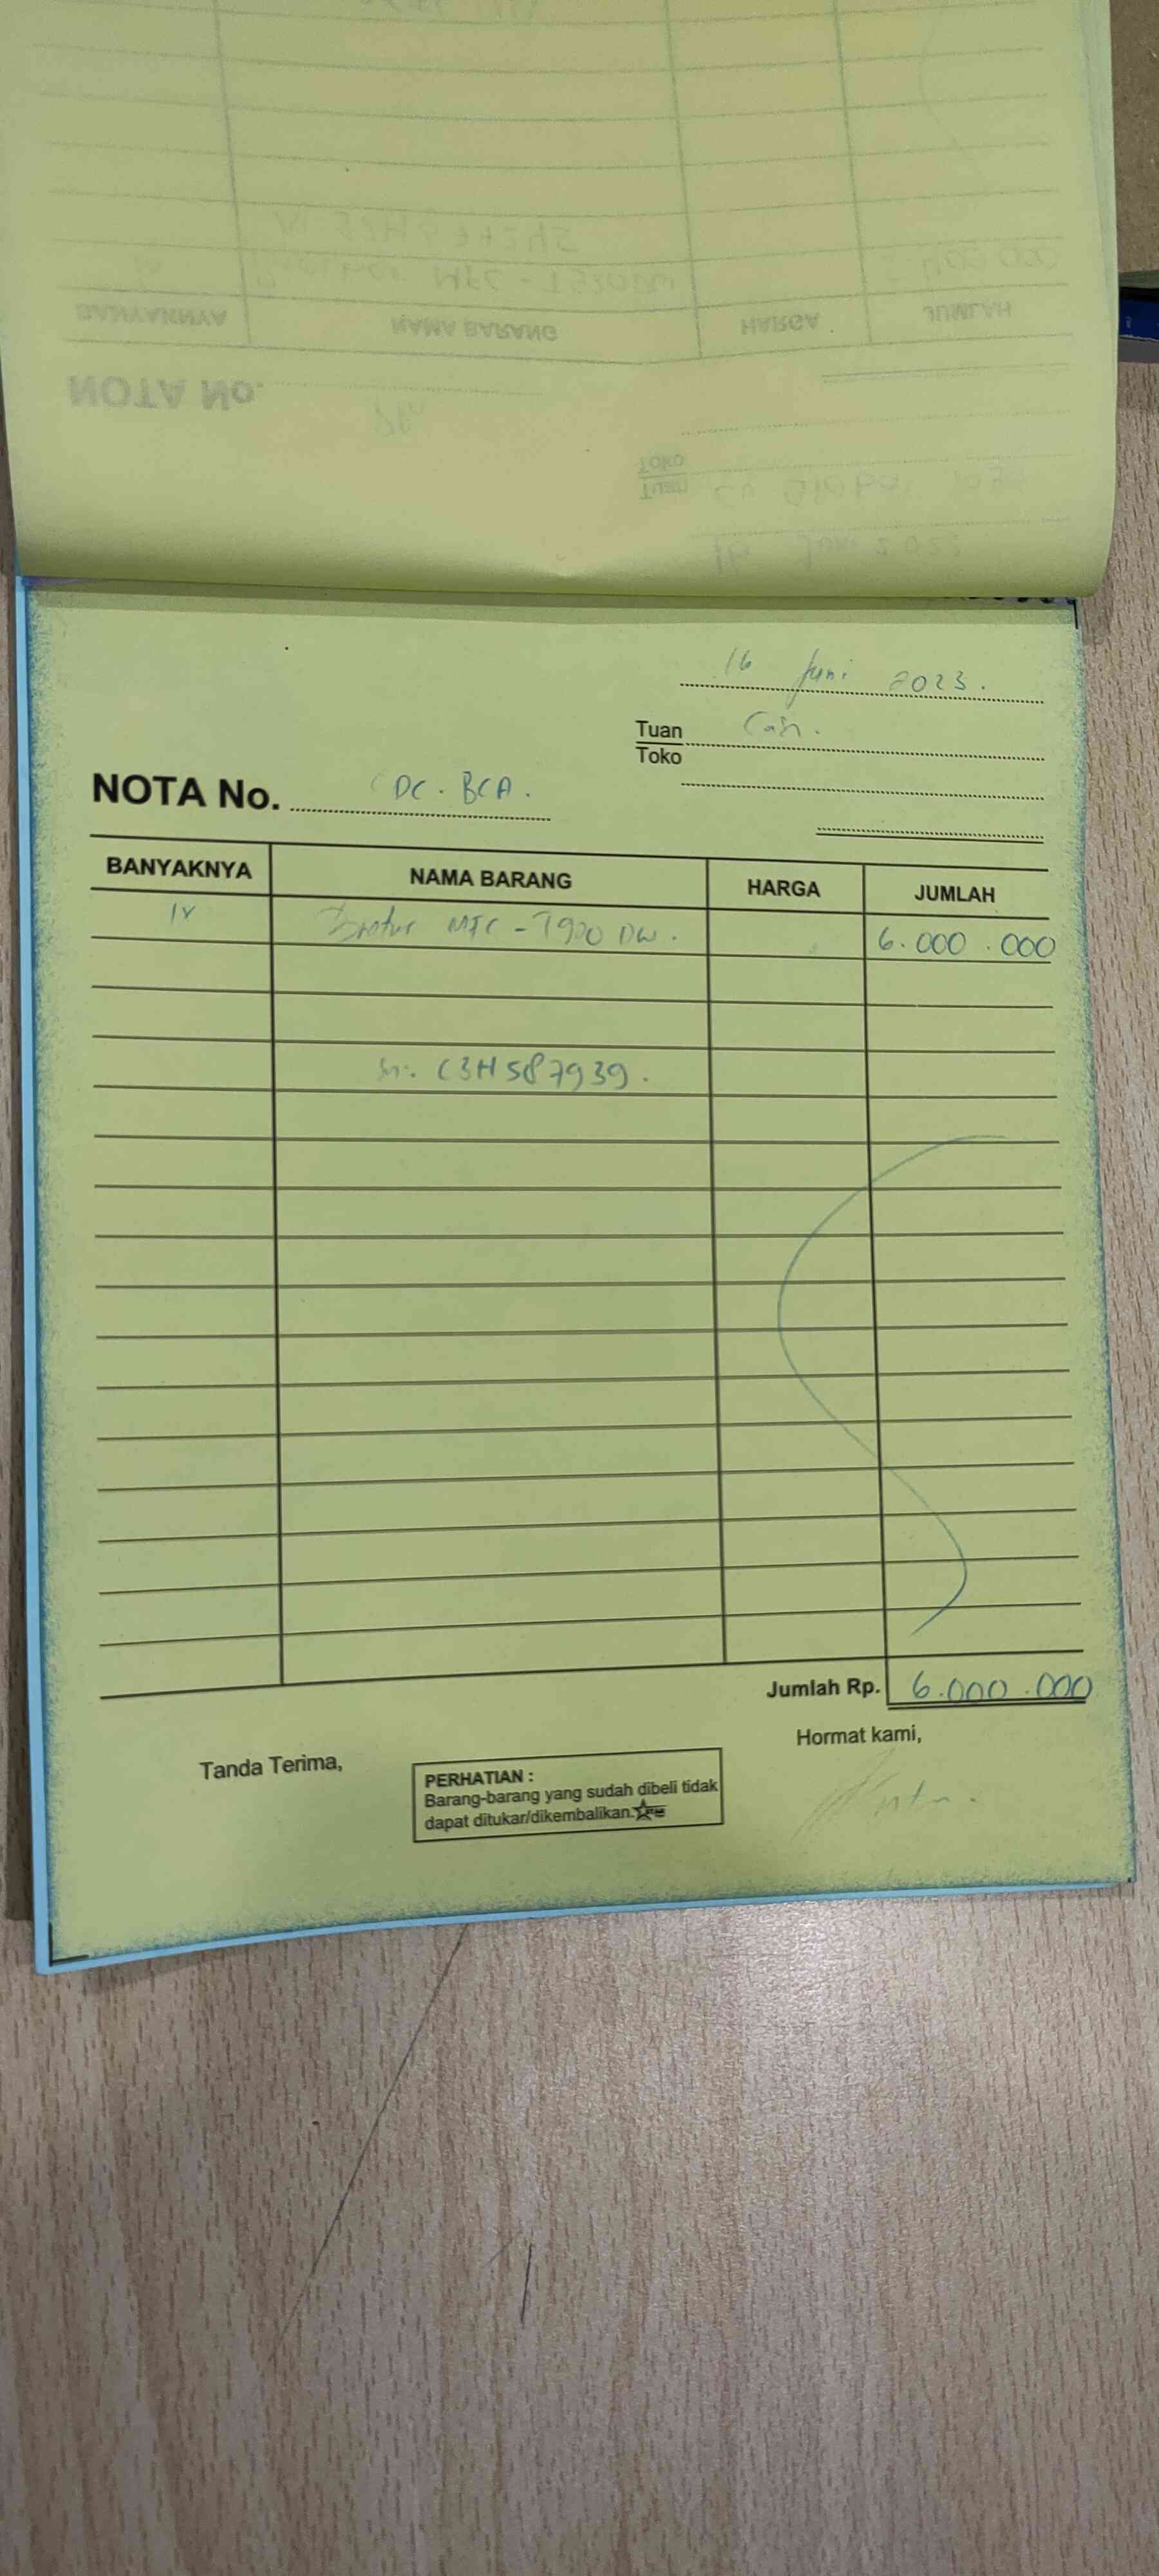 16 Juni 2023.
Tuan Cash.
Toko
NOTA No. DC. BCA.
BANYAKNYA NAMA BARANG HARGA JUMLAH
1x Brother MFC - T920 DW. 6.000.000
sn: C3H587939.
Jumlah Rp. 6.000.000
Hormat kami,
Tanda Terima,
PERHATIAN :
Barang-barang yang sudah dibeli tidak
dapat ditukar/dikembalikan.